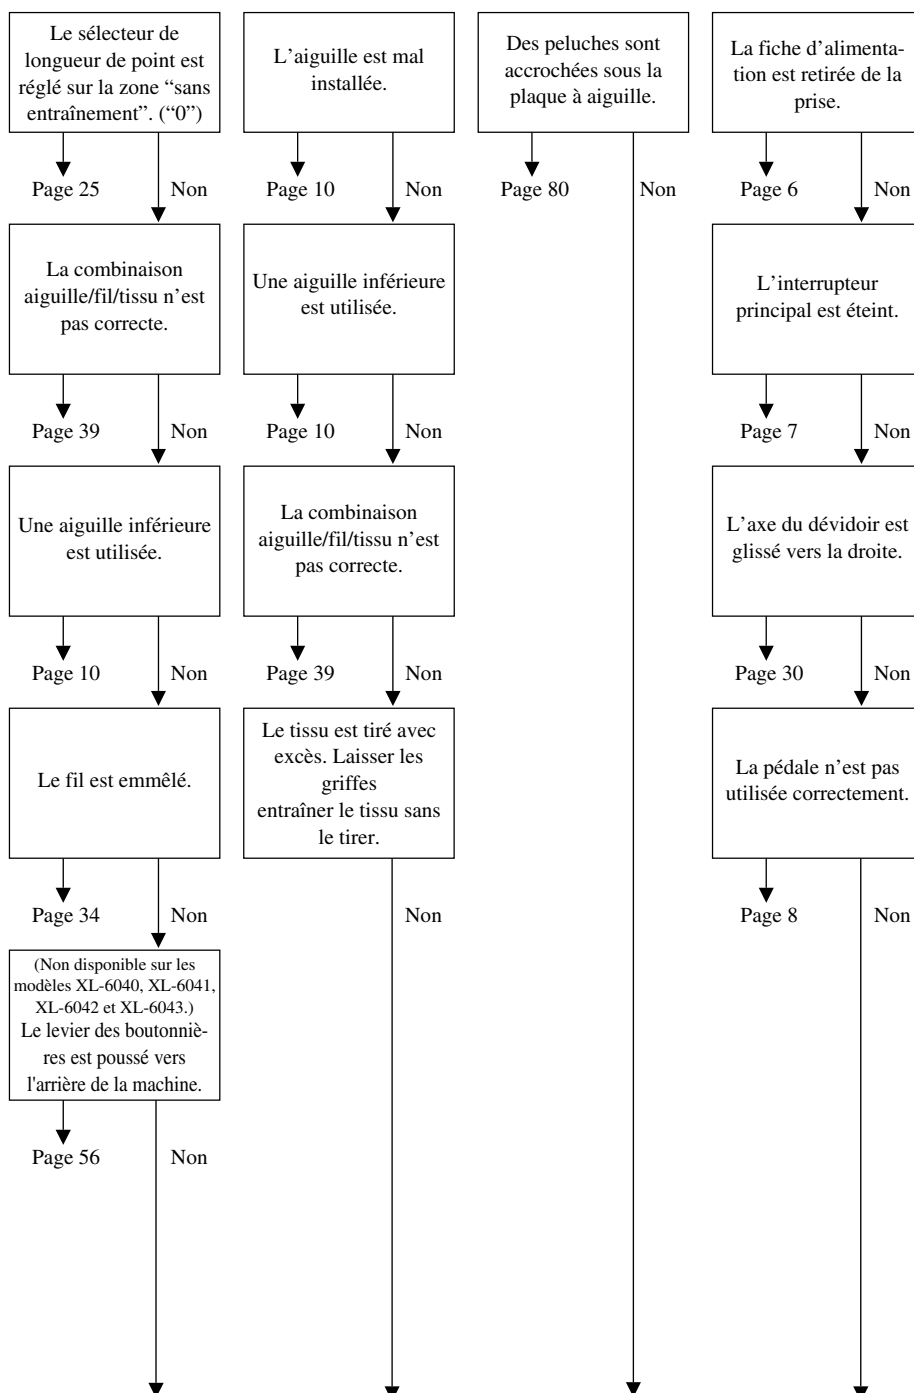 Le sélecteur de
longueur de point est
réglé sur la zone “sans
entraînement”. (“0”)
Page 25
Non
La combinaison
aiguille/fil/tissu n’est
pas correcte.
Page 39
Non
Une aiguille inférieure
est utilisée.
Page 10
Non
Le fil est emmêlé.
Page 34
Non
(Non disponible sur les
modèles XL-6040, XL-6041,
XL-6042 et XL-6043.)
Le levier des boutonniè-
res est poussé vers
l'arrière de la machine.
Page 56
Non
L’aiguille est mal
installée.
Page 10
Non
Une aiguille inférieure
est utilisée.
Page 10
Non
La combinaison
aiguille/fil/tissu n’est
pas correcte.
Page 39
Non
Le tissu est tiré avec
excès. Laisser les
griffes
entraîner le tissu sans
le tirer.
Non
Des peluches sont
accrochées sous la
plaque à aiguille.
Page 80
Non
La fiche d’alimenta-
tion est retirée de la
prise.
Page 6
Non
L’interrupteur
principal est éteint.
Page 7
Non
L’axe du dévidoir est
glissé vers la droite.
Page 30
Non
La pédale n’est pas
utilisée correctement.
Page 8
Non